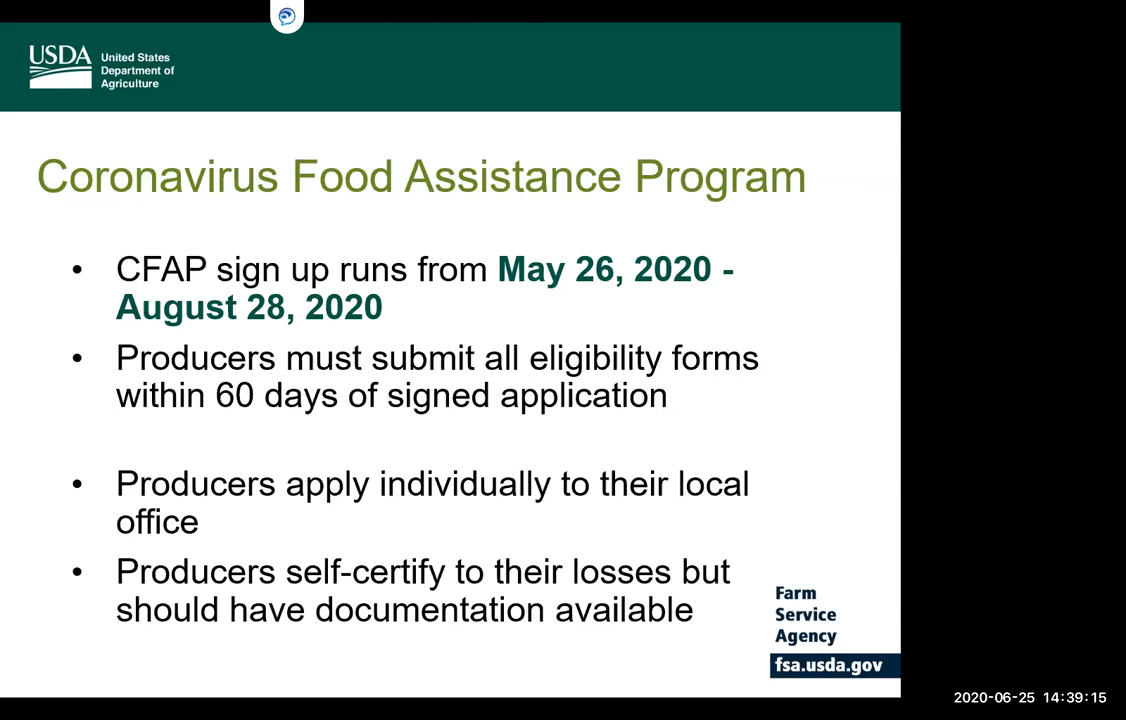 USDA
United States
Department of
Agriculture
Coronavirus Food Assistance Program
• CFAP sign up runs from May 26, 2020 -
August 28, 2020
• Producers must submit all eligibility forms
within 60 days of signed application
• Producers apply individually to their local
office
• Producers self-certify to their losses but
should have documentation available
Farm
Service
Agency
fsa.usda.gov
2020-06-25 14:39:15